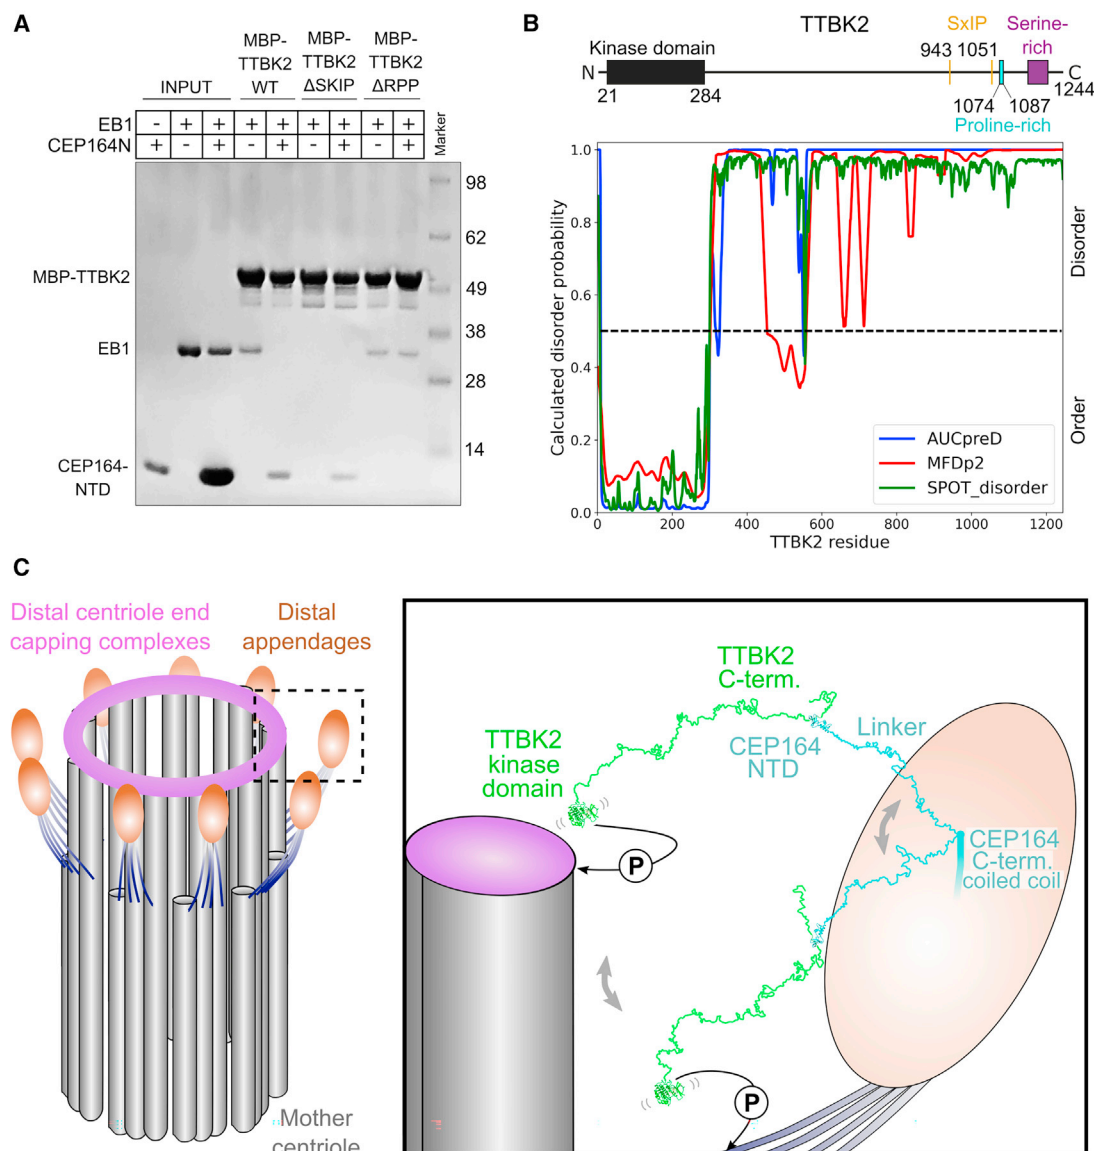 A
MBP-
TTBK2
WT
MBP-
TTBK2
ΔSKIP
MBP-
TTBK2
ΔRPP
INPUT
EB1 - + + + + + + + +
CEP164N + - + - + - + - +
Marker
98
62
MBP-TTBK2
49
38
EB1
28
14
CEP164-
NTD
B
TTBK2
SxIP
Serine-
rich
Kinase domain
943 1051
N
C
21
284
1244
1074
1087
Proline-rich
Calculated disorder probability
1.0
0.8
0.6
0.4
0.2
0.0
Disorder
Order
AUCpreD
MFDp2
SPOT_disorder
0 200 400 600 800 1000 1200
TTBK2 residue
C
Distal centriole end
capping complexes
Distal
appendages
Mother
centriole
TTBK2
C-term.
TTBK2
kinase
domain
CEP164
NTD
Linker
P
CEP164
C-term.
coiled coil
P